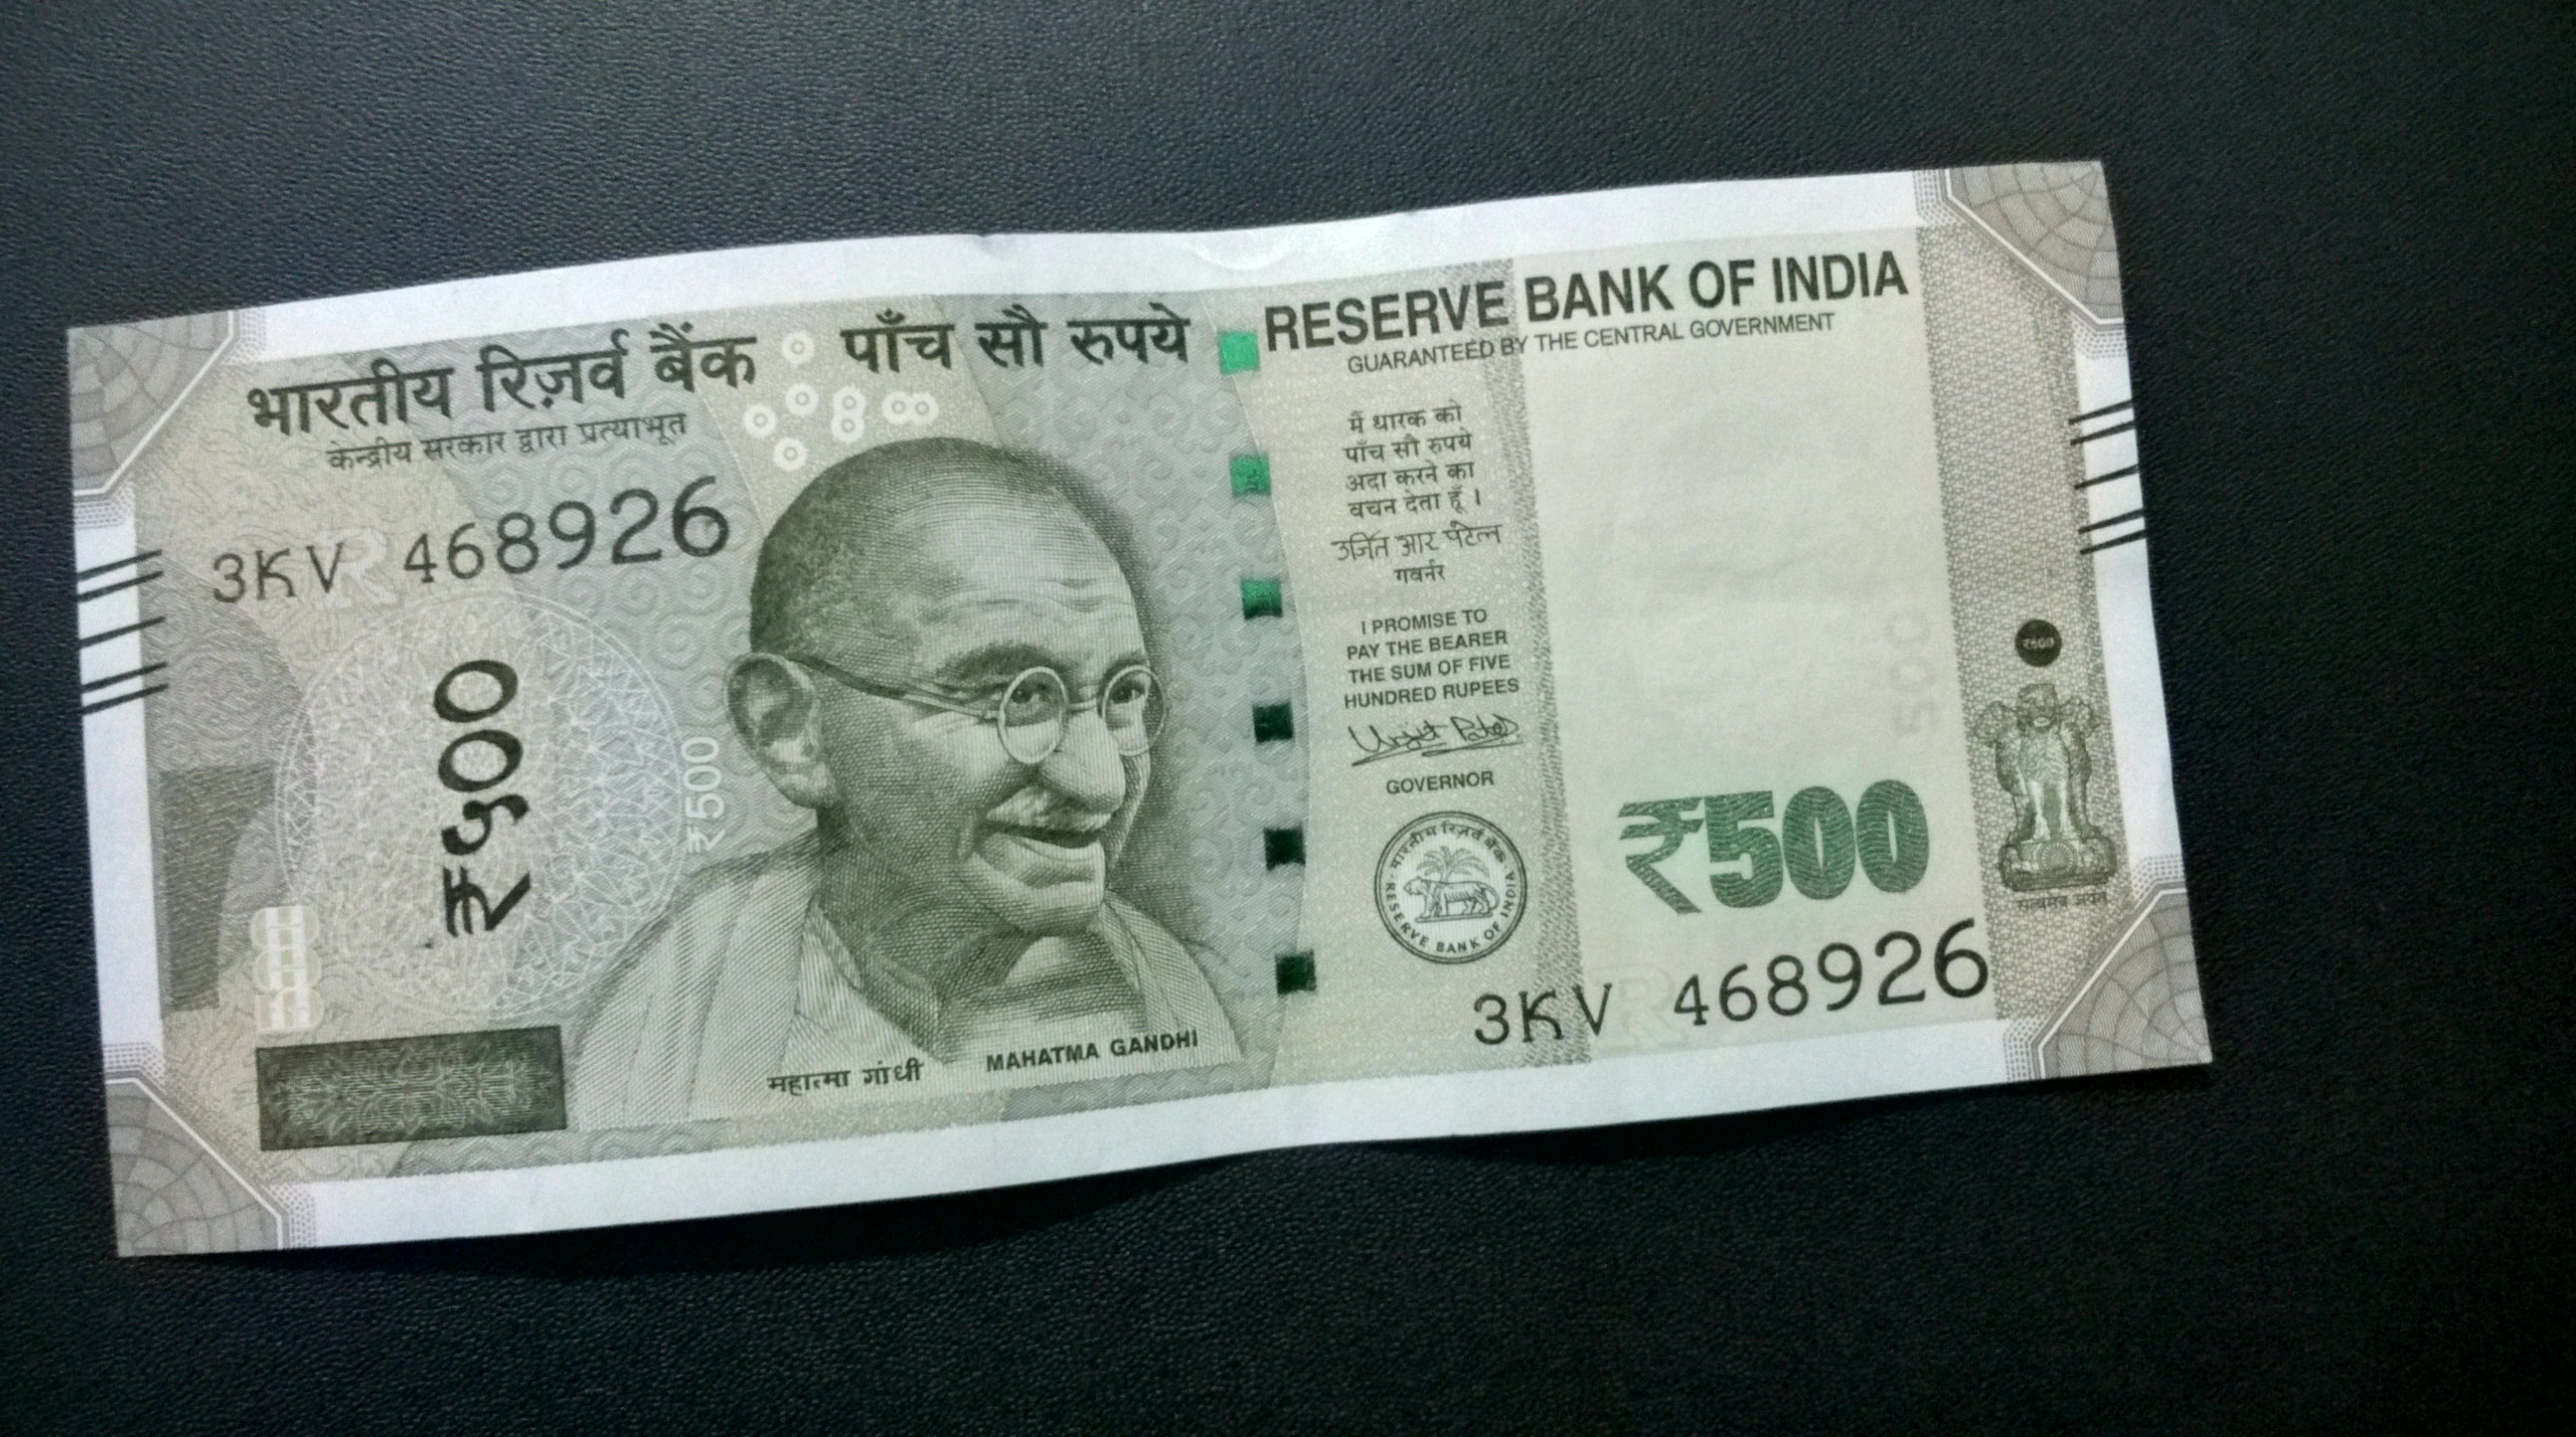 भारतीय रिज़र्व बैंक
केन्द्रीय सरकार द्वारा प्रत्याभूत
पाँच सौ रुपये
RESERVE BANK OF INDIA
GUARANTEED BY THE CENTRAL GOVERNMENT
3KV 468926
₹५००
₹500
मैं धारक को
पाँच सौ रुपये
अदा करने का
वचन देता हूँ ।
उर्जित आर पटेल
गवर्नर
I PROMISE TO
PAY THE BEARER
THE SUM OF FIVE
HUNDRED RUPEES
Urjit Patel
GOVERNOR
भारतीय रिज़र्व बैंक
RESERVE BANK OF INDIA
₹500
₹500
सत्यमेव जयते
3KV 468926
महात्मा गांधी
MAHATMA GANDHI